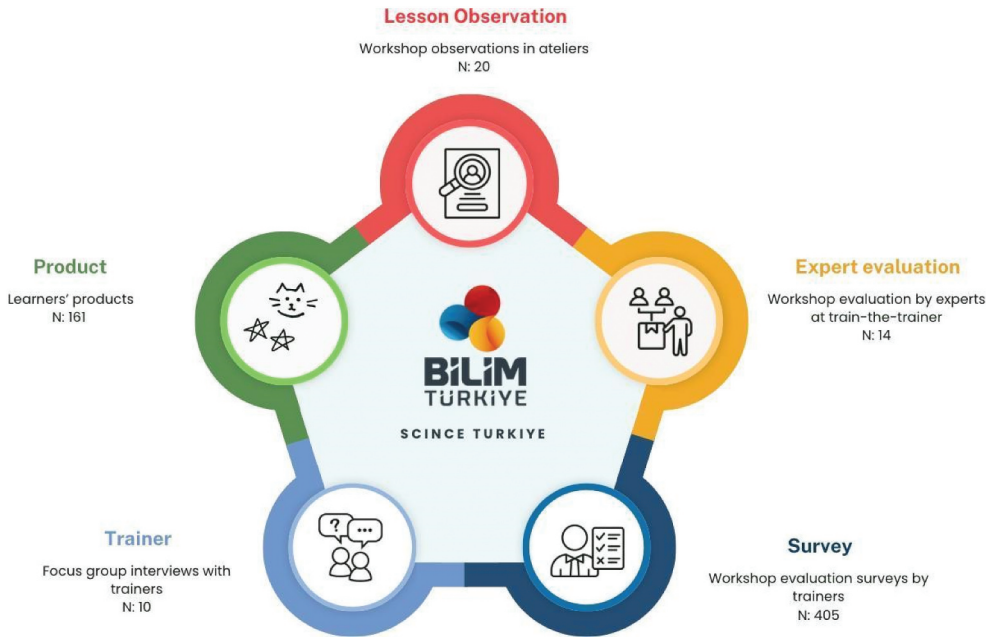 Lesson Observation
Workshop observations in ateliers
N: 20
Product
Learners' products
N: 161
Expert evaluation
Workshop evaluation by experts
at train-the-trainer
N: 14
BİLİM
TÜRKİYE
SCINCE TURKIYE
?
...
Trainer
Focus group interviews with
trainers
N: 10
Survey
Workshop evaluation surveys by
trainers
N: 405